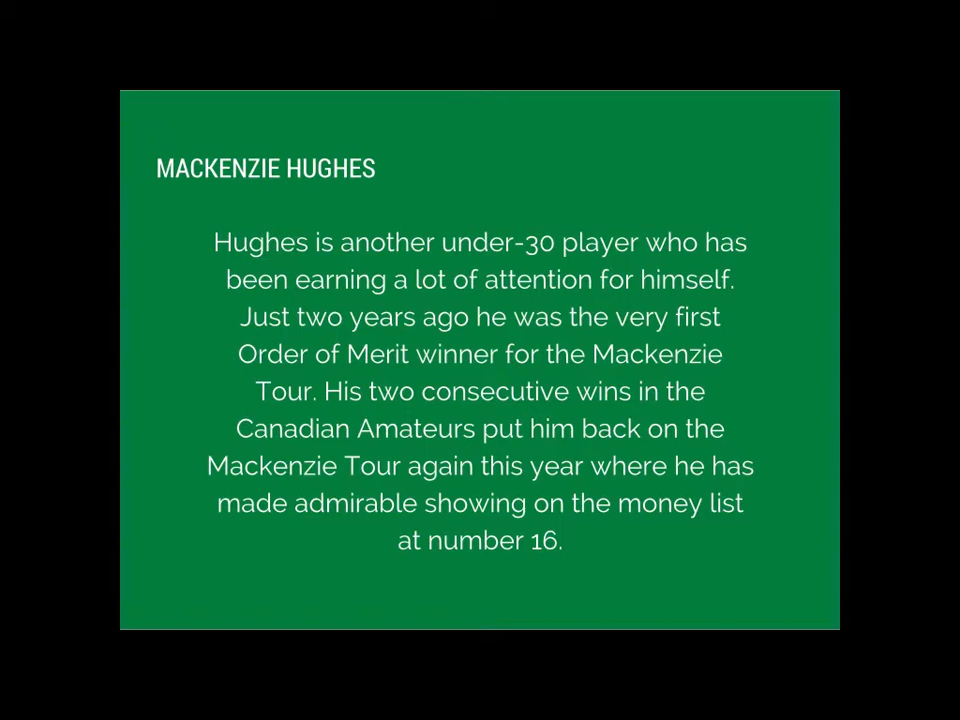 MACKENZIE HUGHES
Hughes is another under-30 player who has
been earning a lot of attention for himself.
Just two years ago he was the very first
Order of Merit winner for the Mackenzie
Tour. His two consecutive wins in the
Canadian Amateurs put him back on the
Mackenzie Tour again this year where he has
made admirable showing on the money list
at number 16.